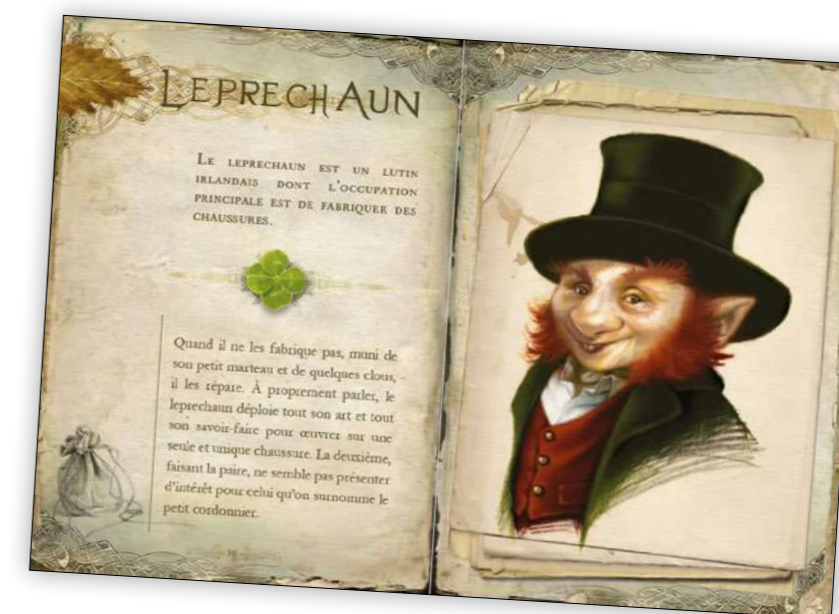 LEPRECHAUN
LE LEPRECHAUN EST UN LUTIN
IRLANDAIS DONT L'OCCUPATION
PRINCIPALE EST DE FABRIQUER DES
CHAUSSURES.
Quand il ne les fabrique pas, muni de
son petit marteau et de quelques clous,
il les répare. À proprement parler, le
leprechaun déploie tout son art et tout
son savoir-faire pour œuvrer sur une
seule et unique chaussure. La deuxième,
faisant la paire, ne semble pas présenter
d'intérêt pour celui qu'on surnomme le
petit cordonnier.